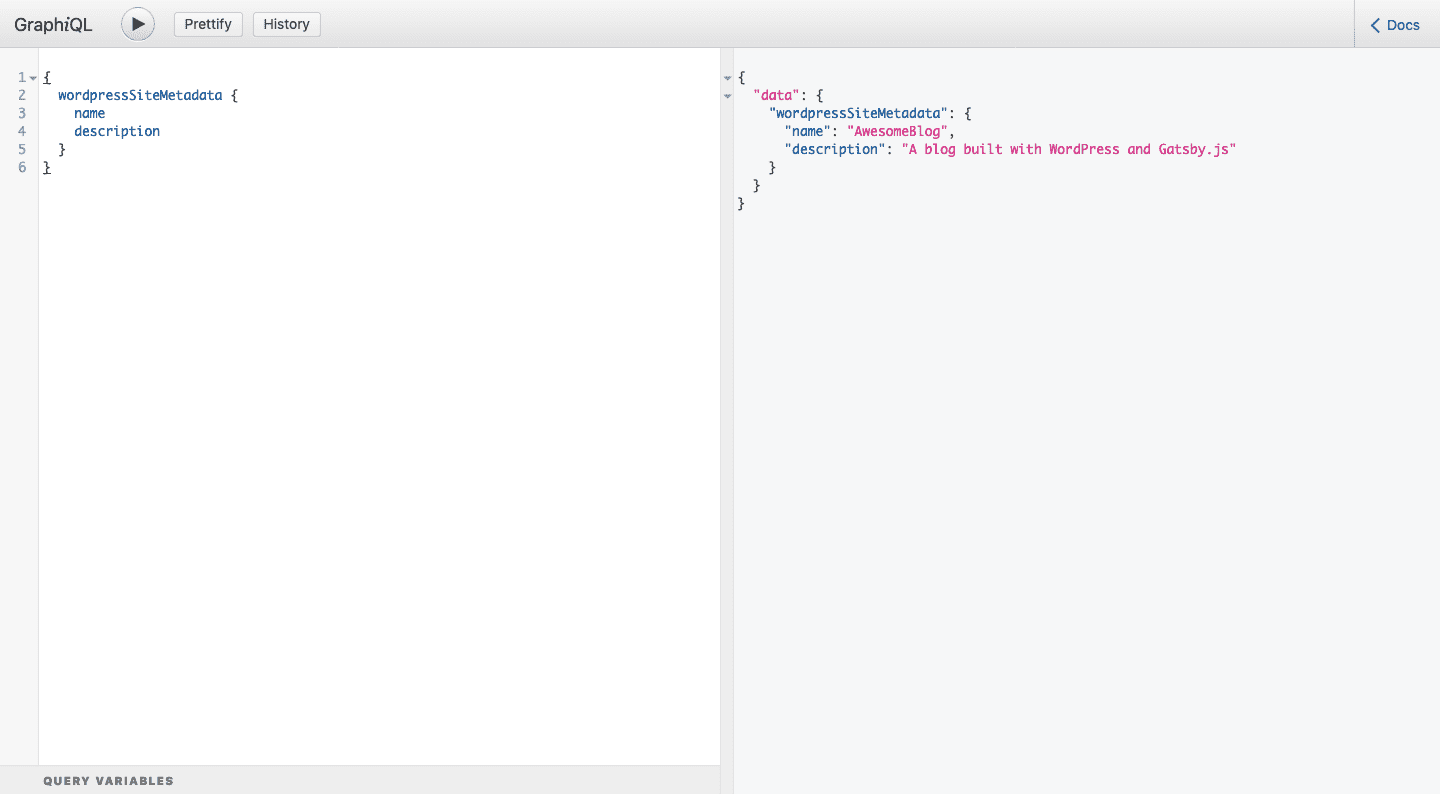 GraphiQL Prettify History Docs
1 {
2 wordpressSiteMetadata {
3 name
4 description
5 }
6 }
QUERY VARIABLES
{
"data": {
"wordpressSiteMetadata": {
"name": "AwesomeBlog",
"description": "A blog built with WordPress and Gatsby.js"
}
}
}